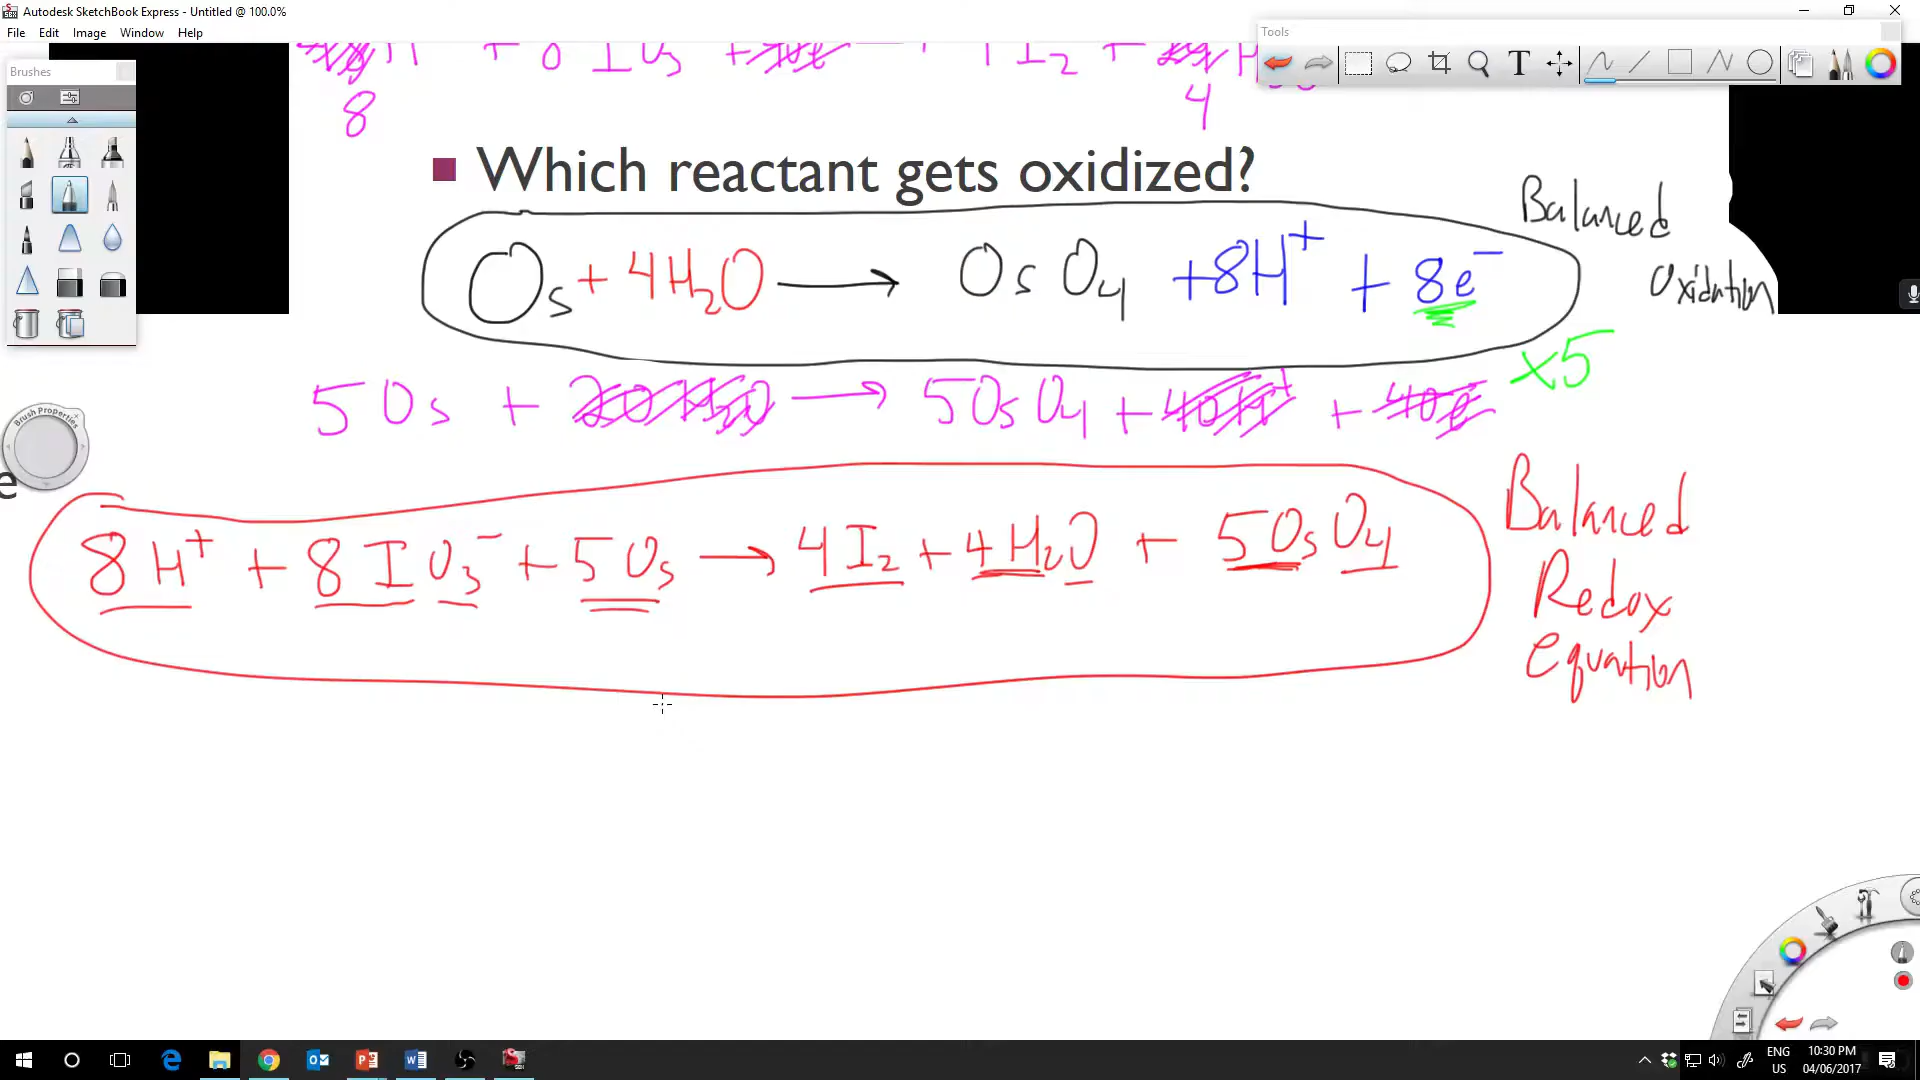 Autodesk SketchBook Express - Untitled @ 100.0%
File Edit Image Window Help
Tools
Brushes
8 4
Which reactant gets oxidized?
Os + 4H₂O → OsO₄ + 8H⁺ + 8e⁻
Balanced
Oxidation
x5
5Os + 20H₂O → 5OsO₄ + 40H⁺ + 40e⁻
Brush Properties
e
8H⁺ + 8IO₃⁻ + 5Os → 4I₂ + 4H₂O + 5OsO₄
Balanced
Redox
Equation
ENG
US
10:30 PM
04/06/2017